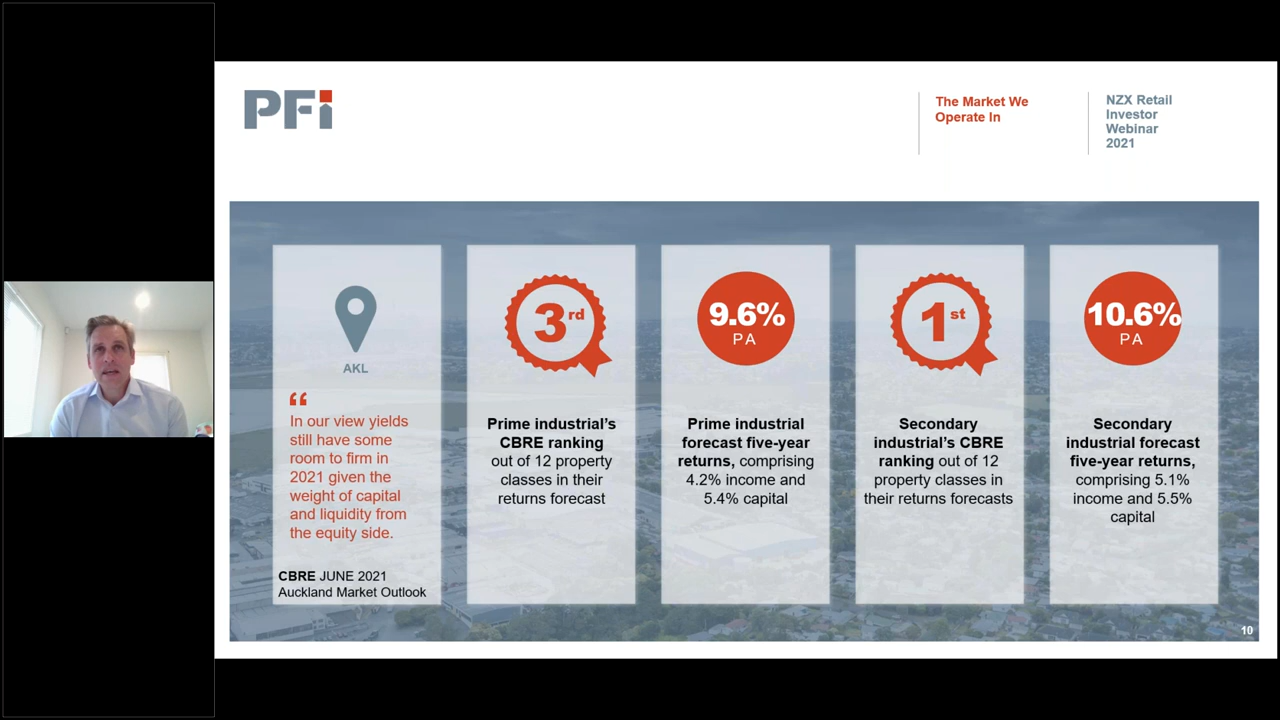 PFi
The Market We
Operate In
NZX Retail
Investor
Webinar
2021
AKL
“
In our view yields
still have some
room to firm in
2021 given the
weight of capital
and liquidity from
the equity side.
CBRE JUNE 2021
Auckland Market Outlook
3rd
Prime industrial’s
CBRE ranking
out of 12 property
classes in their
returns forecast
9.6%
PA
Prime industrial
forecast five-year
returns, comprising
4.2% income and
5.4% capital
1st
Secondary
industrial’s CBRE
ranking out of 12
property classes in
their returns forecasts
10.6%
PA
Secondary
industrial forecast
five-year returns,
comprising 5.1%
income and 5.5%
capital
10